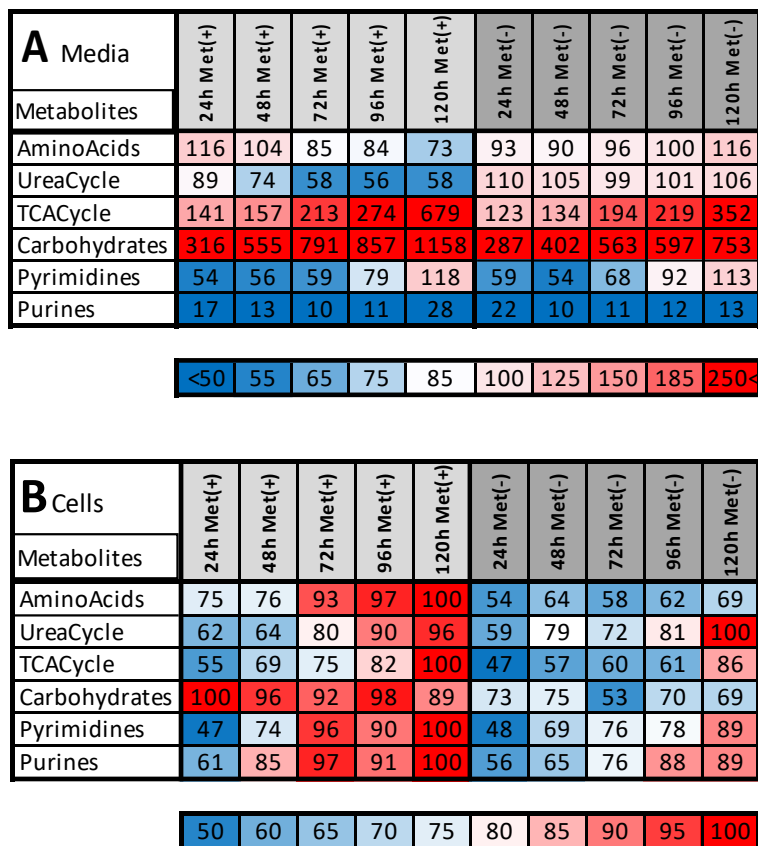 A Media
24h Met(+) 48h Met(+) 72h Met(+) 96h Met(+) 120h Met(+) 24h Met(-) 48h Met(-) 72h Met(-) 96h Met(-) 120h Met(-)
Metabolites
AminoAcids 116 104 85 84 73 93 90 96 100 116
UreaCycle 89 74 58 56 58 110 105 99 101 106
TCACycle 141 157 213 274 679 123 134 194 219 352
Carbohydrates 316 555 791 857 1158 287 402 563 597 753
Pyrimidines 54 56 59 79 118 59 54 68 92 113
Purines 17 13 10 11 28 22 10 11 12 13
<50 55 65 75 85 100 125 150 185 250<
B Cells
24h Met(+) 48h Met(+) 72h Met(+) 96h Met(+) 120h Met(+) 24h Met(-) 48h Met(-) 72h Met(-) 96h Met(-) 120h Met(-)
Metabolites
AminoAcids 75 76 93 97 100 54 64 58 62 69
UreaCycle 62 64 80 90 96 59 79 72 81 100
TCACycle 55 69 75 82 100 47 57 60 61 86
Carbohydrates 100 96 92 98 89 73 75 53 70 69
Pyrimidines 47 74 96 90 100 48 69 76 78 89
Purines 61 85 97 91 100 56 65 76 88 89
50 60 65 70 75 80 85 90 95 100